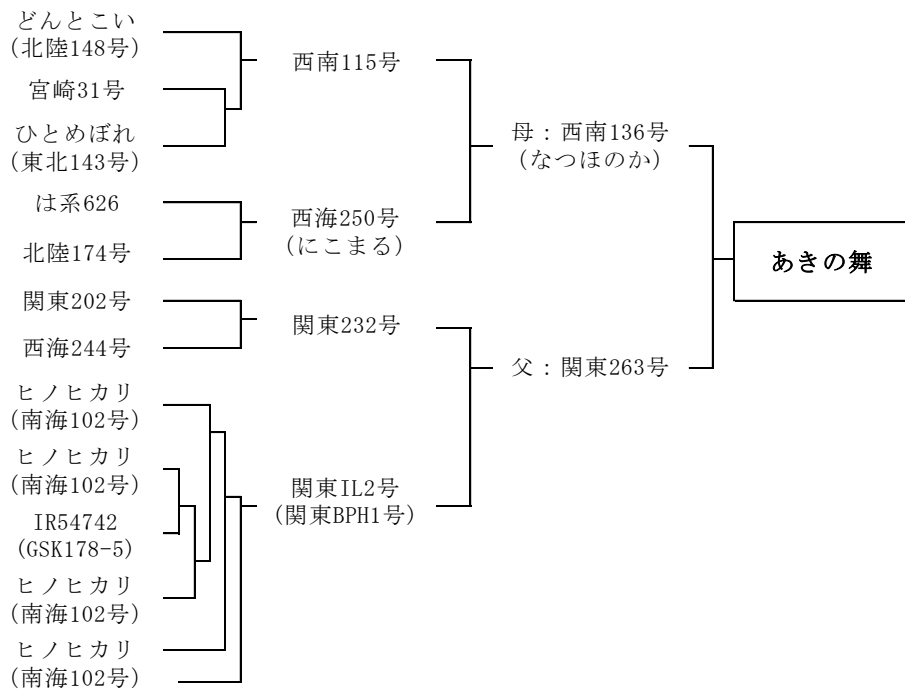 どんとこい
(北陸148号)
宮崎31号
ひとめぼれ
(東北143号)
は系626
北陸174号
関東202号
西海244号
ヒノヒカリ
(南海102号)
ヒノヒカリ
(南海102号)
IR54742
(GSK178-5)
ヒノヒカリ
(南海102号)
ヒノヒカリ
(南海102号)
西南115号
西海250号
(にこまる)
関東232号
関東IL2号
(関東BPH1号)
母：西南136号
(なつほのか)
父：関東263号
あきの舞